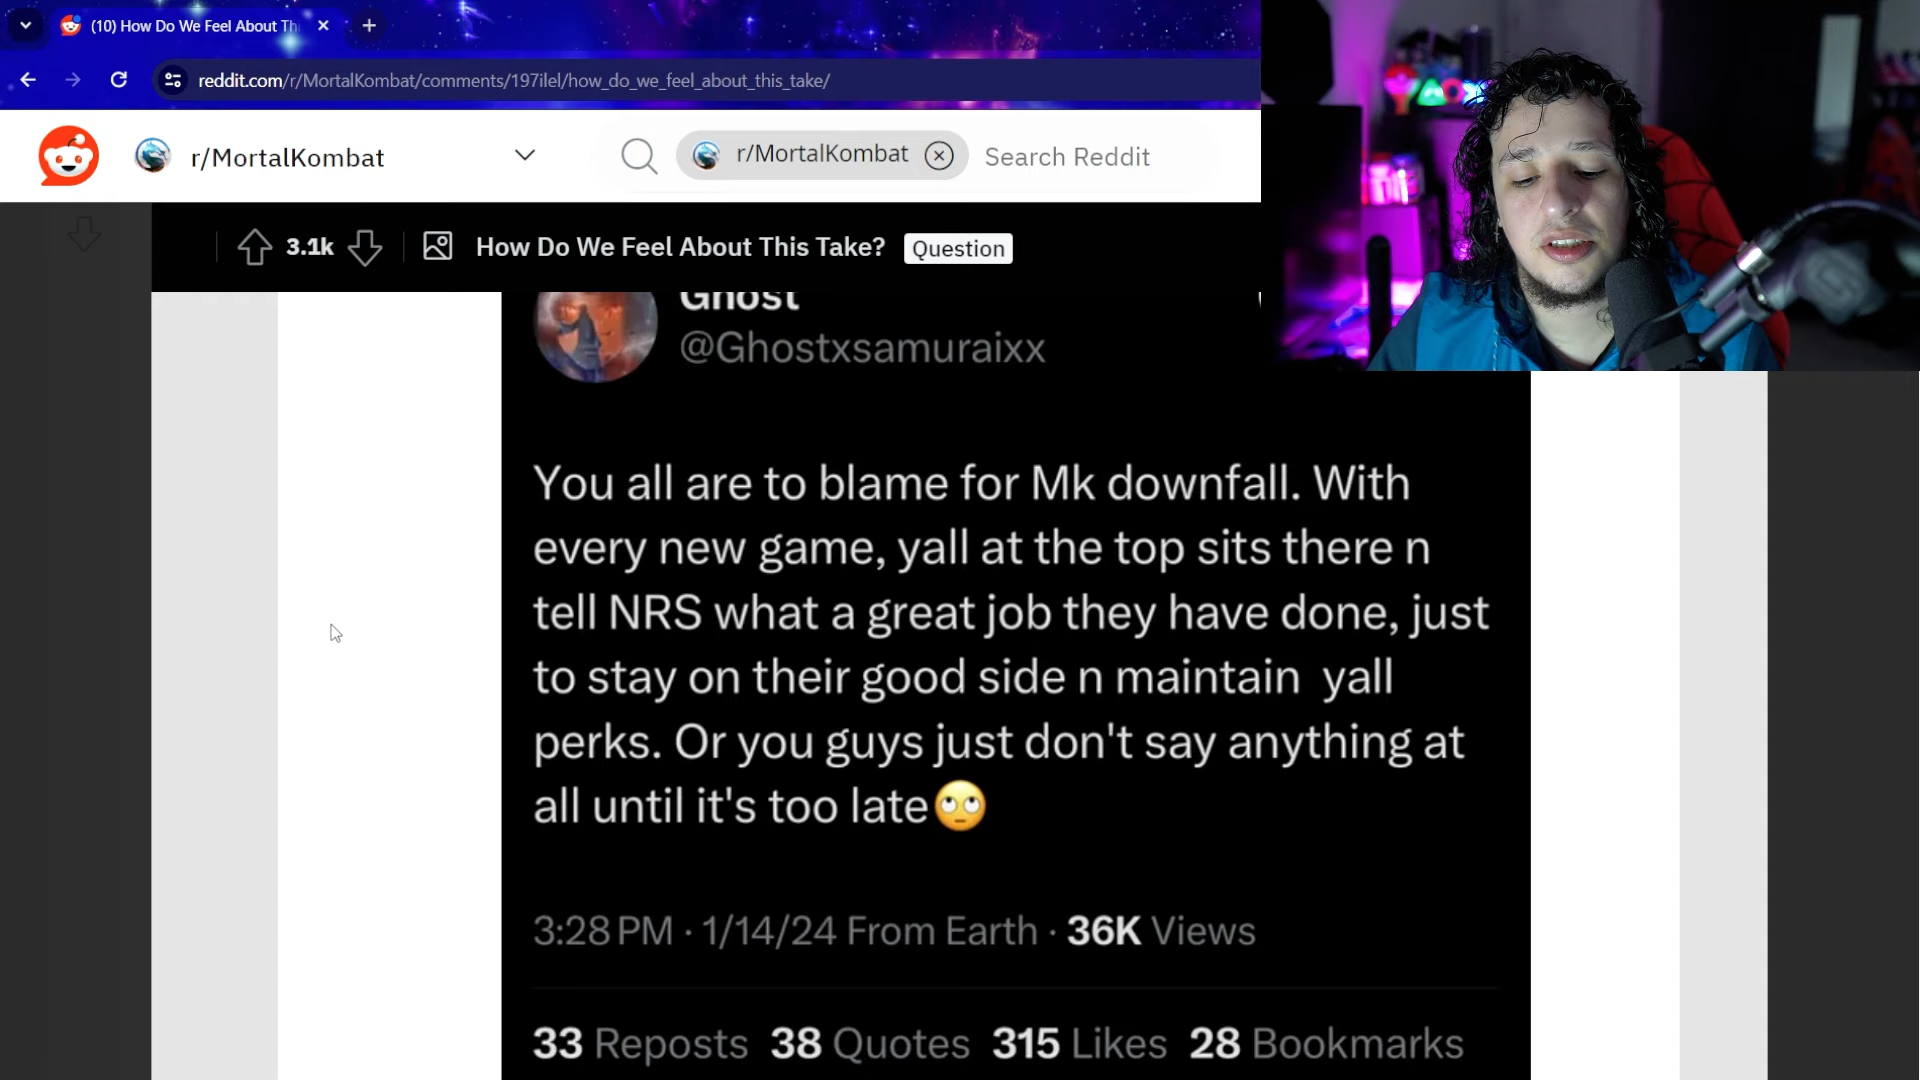 (10) How Do We Feel About Th
reddit.com/r/MortalKombat/comments/197ilel/how_do_we_feel_about_this_take/
r/MortalKombat
r/MortalKombat
Search Reddit
3.1k
How Do We Feel About This Take?
Question
Ghost
@Ghostxsamuraixx
You all are to blame for Mk downfall. With
every new game, yall at the top sits there n
tell NRS what a great job they have done, just
to stay on their good side n maintain yall
perks. Or you guys just don't say anything at
all until it's too late🙄
3:28 PM · 1/14/24 From Earth · 36K Views
33 Reposts 38 Quotes 315 Likes 28 Bookmarks